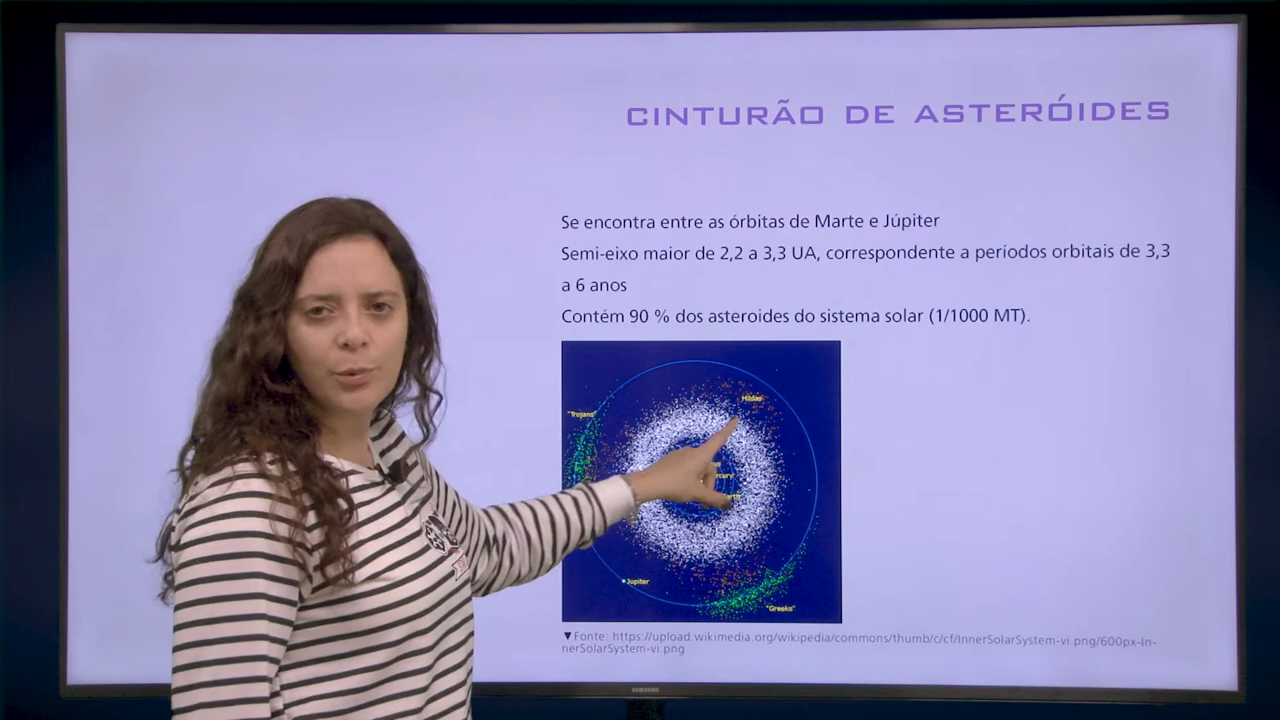 CINTURÃO DE ASTERÓIDES
Se encontra entre as órbitas de Marte e Júpiter
Semi-eixo maior de 2,2 a 3,3 UA, correspondente a períodos orbitais de 3,3
a 6 anos
Contém 90 % dos asteroides do sistema solar (1/1000 MT).
Hildas
"Trojans"
Jupiter
"Greeks"
▼Fonte: https://upload.wikimedia.org/wikipedia/commons/thumb/c/cf/InnerSolarSystem-vi.png/600px-In-
nerSolarSystem-vi.png
SAMSUNG